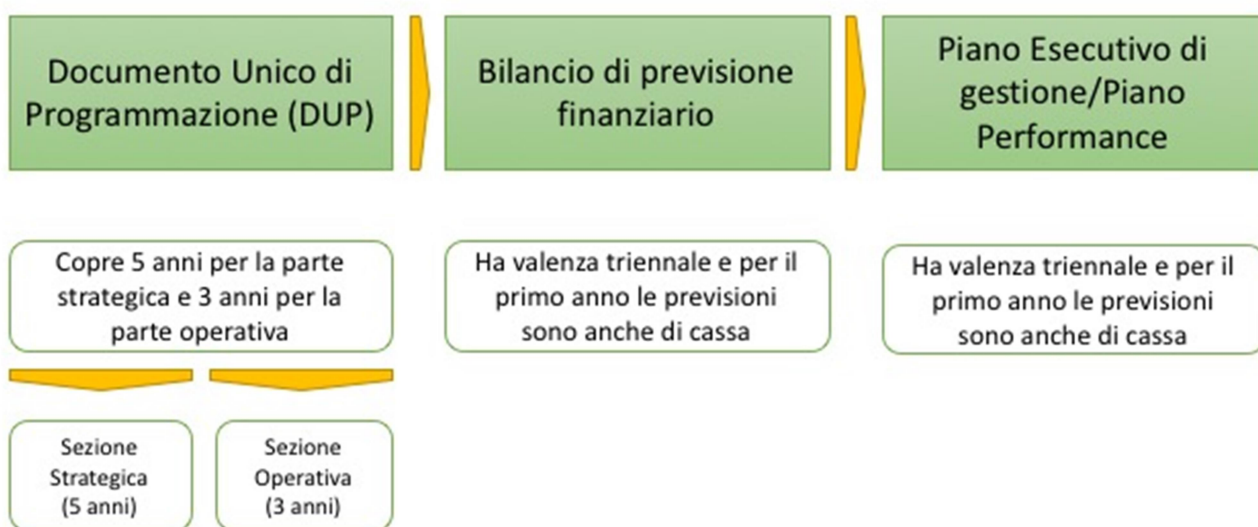 Documento Unico di
Programmazione (DUP)
Bilancio di previsione
finanziario
Piano Esecutivo di
gestione/Piano
Performance
Copre 5 anni per la parte
strategica e 3 anni per la
parte operativa
Ha valenza triennale e per il
primo anno le previsioni
sono anche di cassa
Ha valenza triennale e per il
primo anno le previsioni
sono anche di cassa
Sezione
Strategica
(5 anni)
Sezione
Operativa
(3 anni)